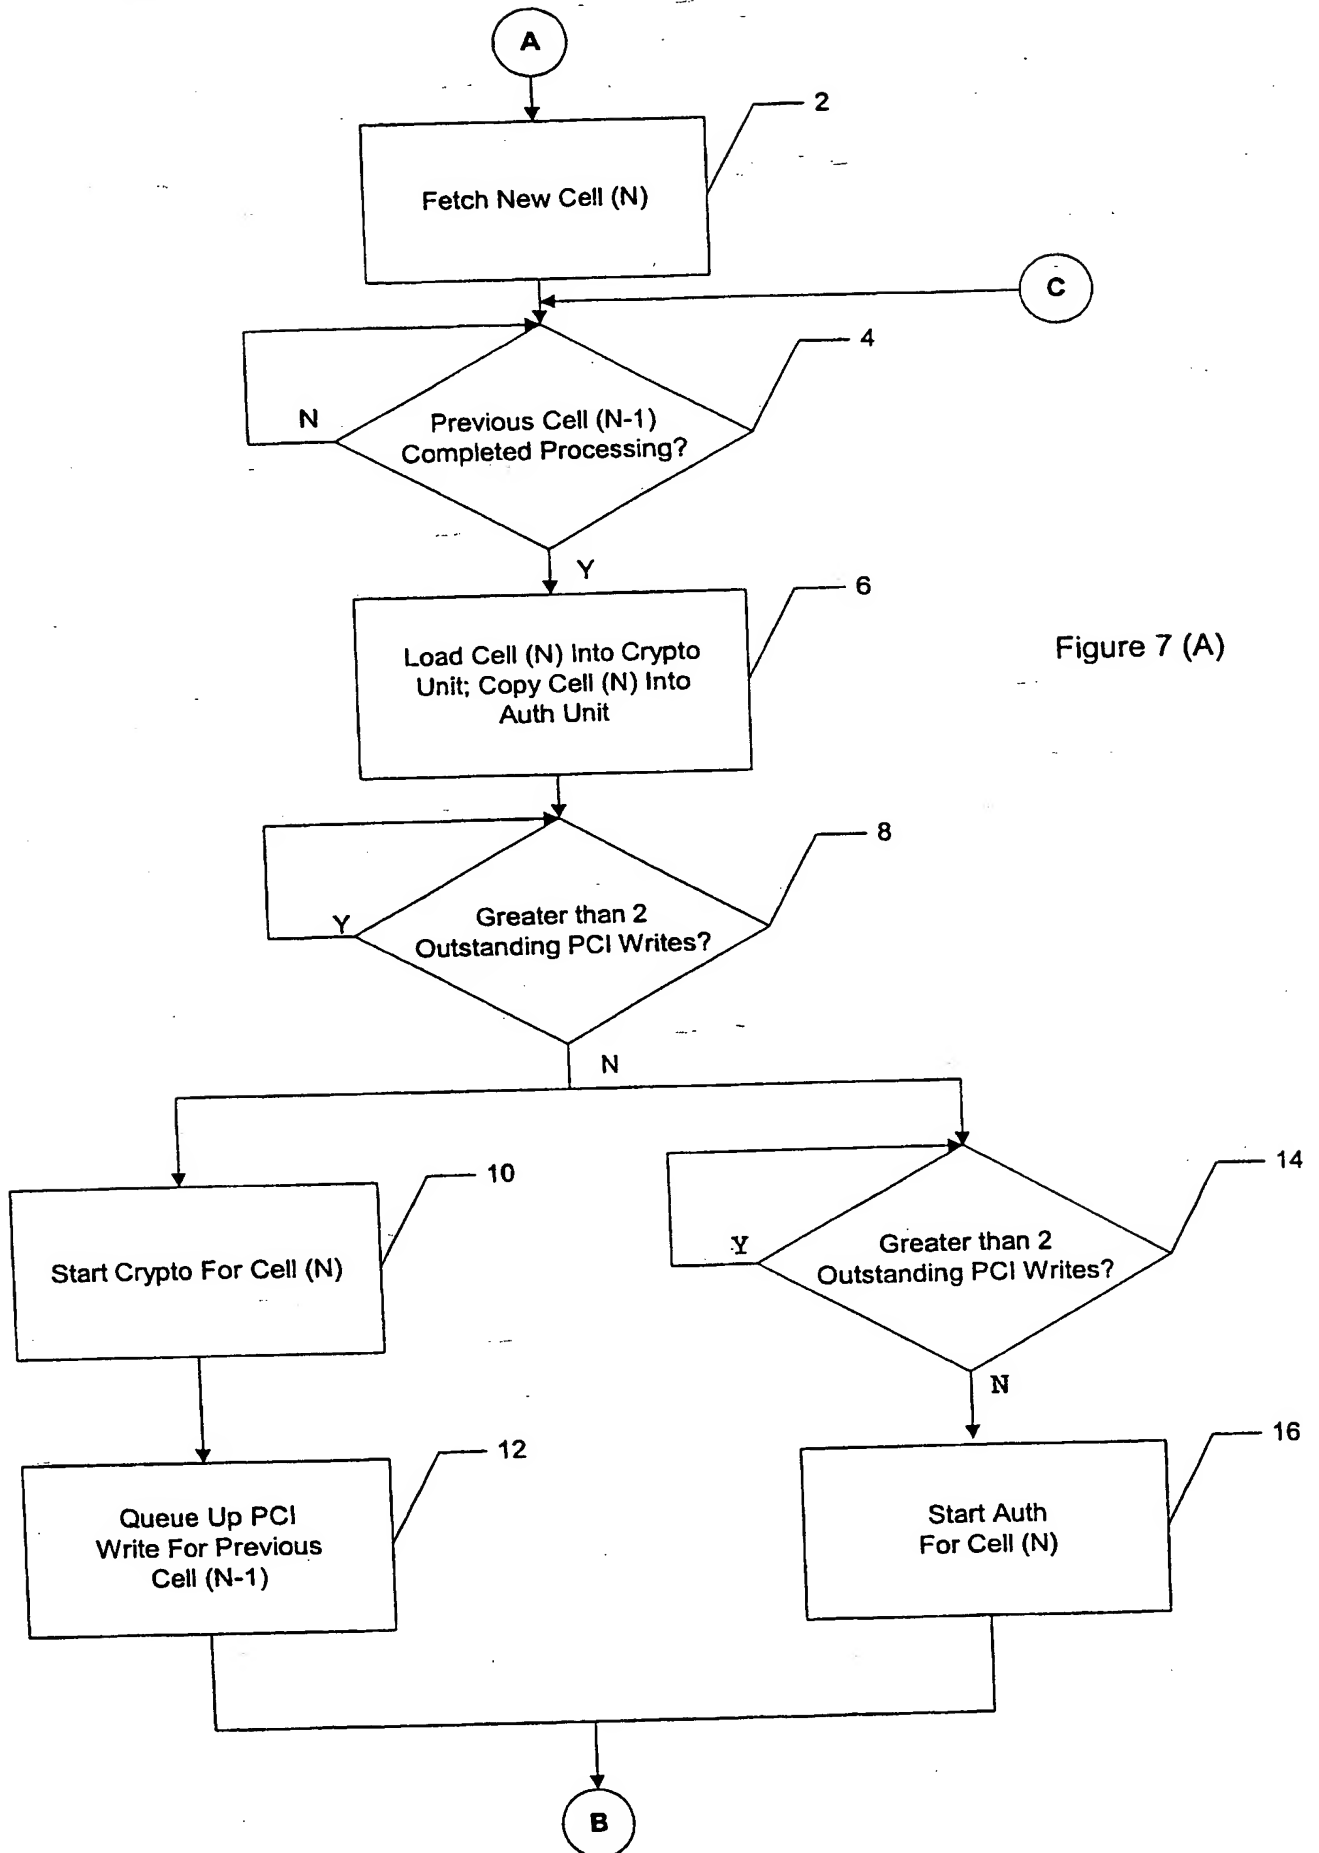 A
2
Fetch New Cell (N)
C
4
N
Previous Cell (N-1)
Completed Processing?
Y
6
Load Cell (N) Into Crypto
Unit; Copy Cell (N) Into
Auth Unit
Figure 7 (A)
8
Y
Greater than 2
Outstanding PCI Writes?
N
10
Start Crypto For Cell (N)
14
Y
Greater than 2
Outstanding PCI Writes?
N
12
Queue Up PCI
Write For Previous
Cell (N-1)
16
Start Auth
For Cell (N)
B